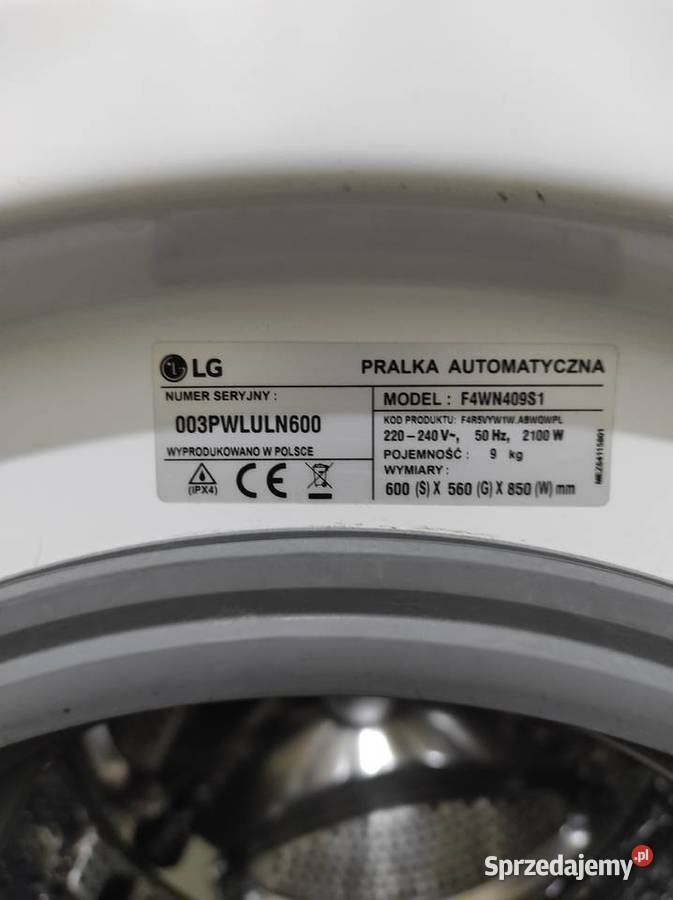 LG
PRALKA AUTOMATYCZNA
NUMER SERYJNY :
003PWLULN600
WYPRODUKOWANO W POLSCE
(IPX4)
CE
MODEL : F4WN409S1
KOD PRODUKTU: F4R5VYW1W.ABWQWPL
220-240 V~, 50 Hz, 2100 W
POJEMNOŚĆ : 9 kg
WYMIARY :
600 (S) X 560 (G) X 850 (W) mm
MEZ64115601
Sprzedajemy.pl